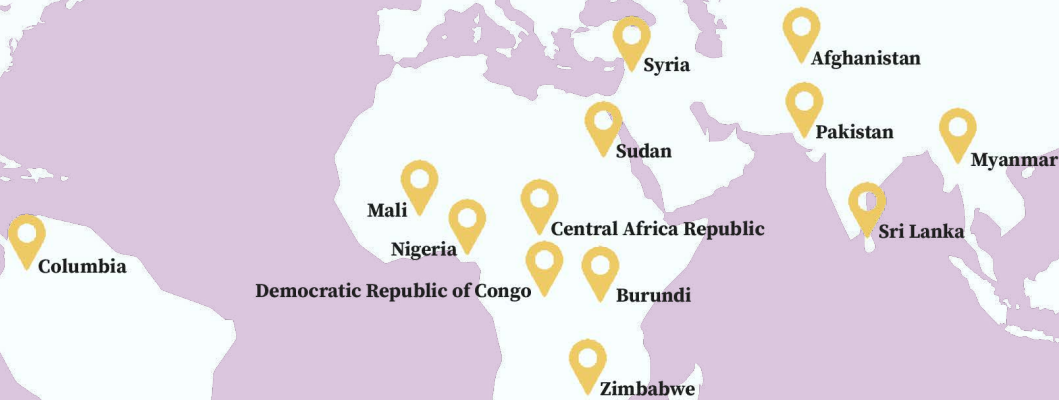 Syria
Afghanistan
Pakistan
Sudan
Myanmar
Mali
Central Africa Republic
Sri Lanka
Nigeria
Columbia
Democratic Republic of Congo
Burundi
Zimbabwe